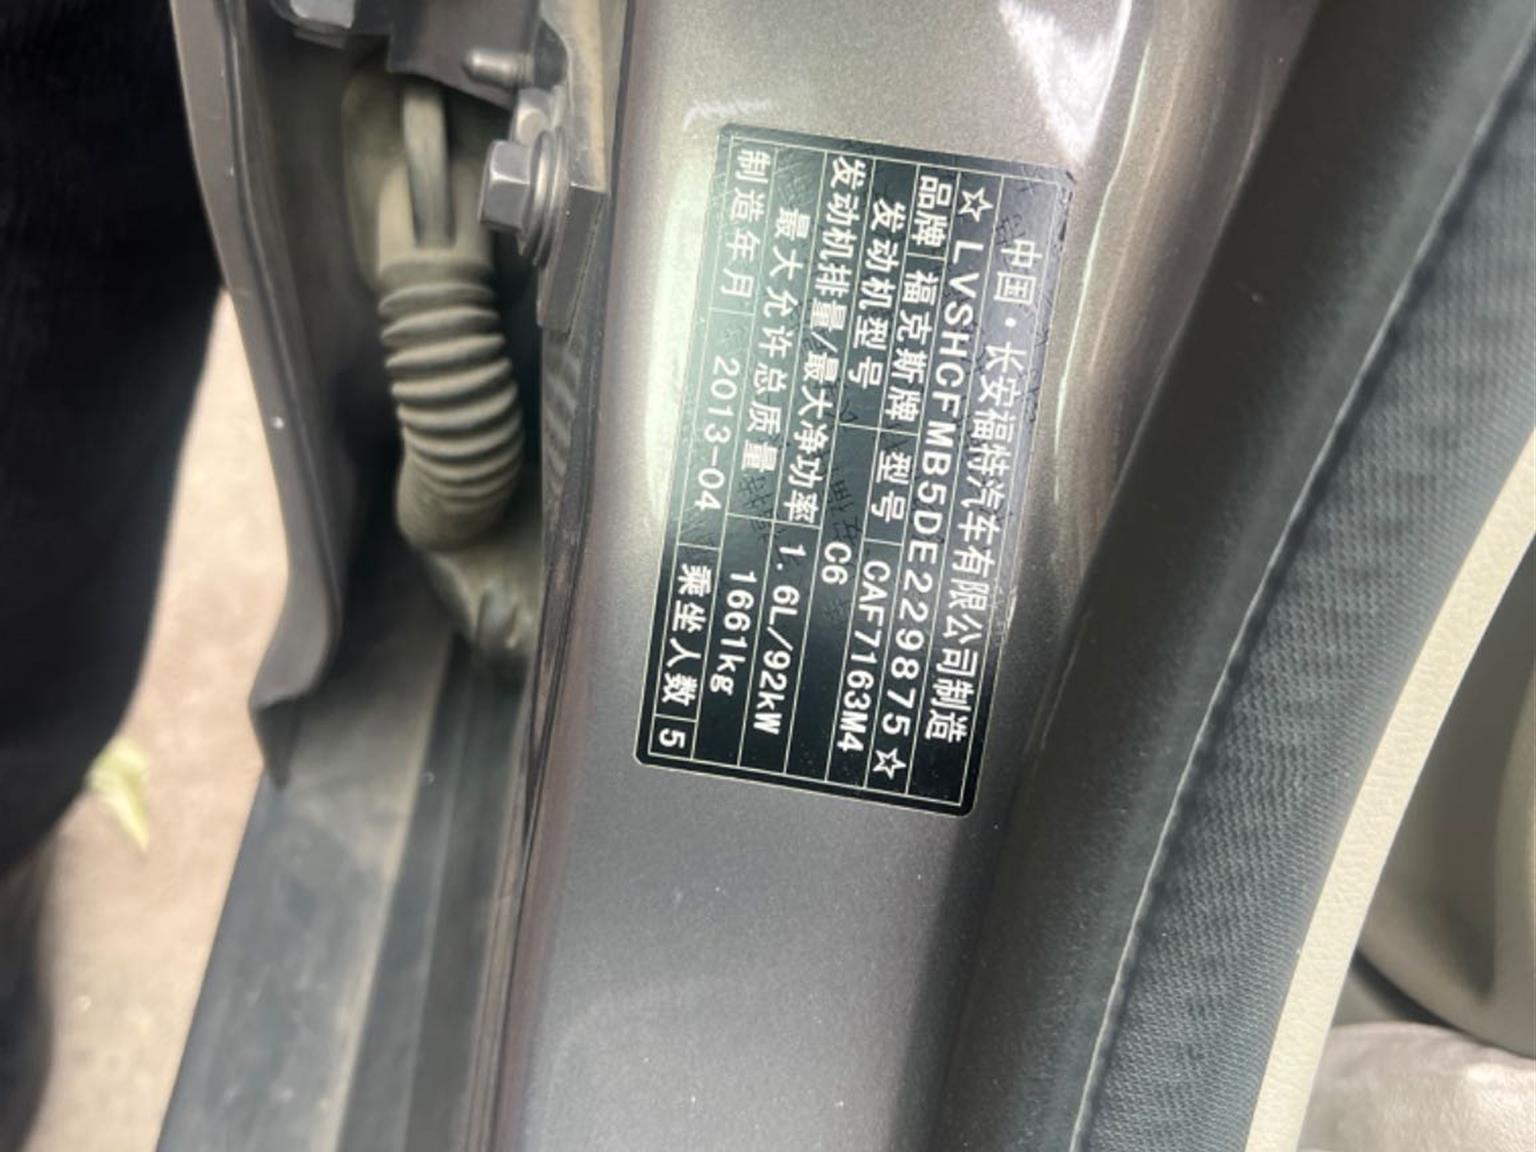 中国·长安福特汽车有限公司制造
☆LVSHCFMB5DE229875☆
品牌 福克斯牌 型号 CAF7163M4
发动机型号 C6
发动机排量/最大净功率 1.6L/92kW
最大允许总质量 1661kg
制造年月 2013-04 乘坐人数 5